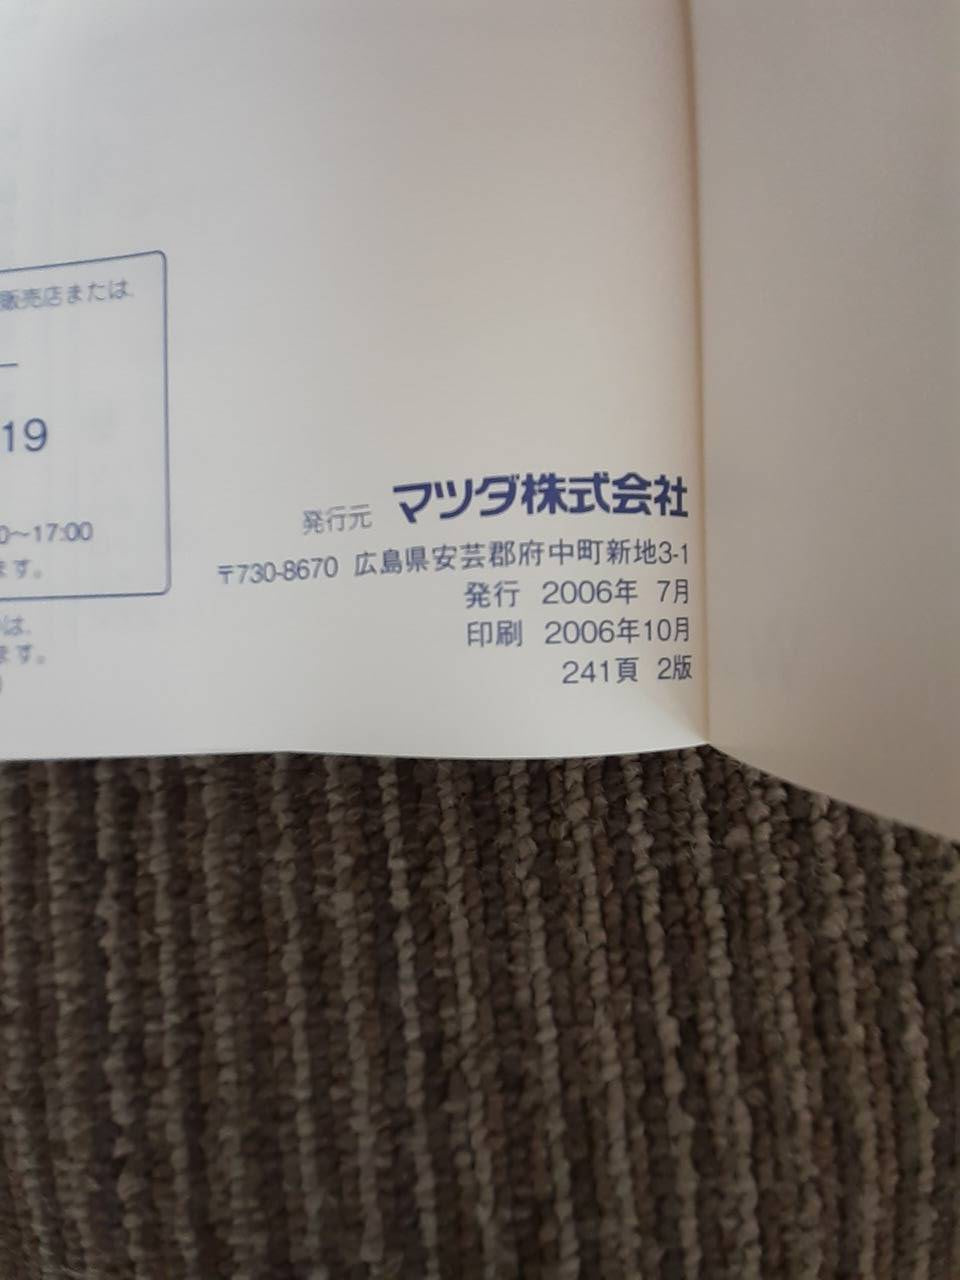 販売店または、
19
0～17:00
ます。
は、
ます。
発行元 マツダ株式会社
〒730-8670 広島県安芸郡府中町新地3-1
発行 2006年 7月
印刷 2006年10月
241頁 2版